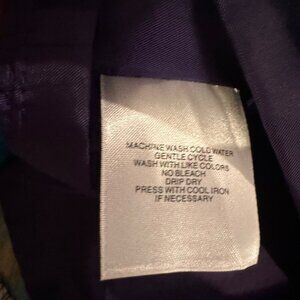 MACHINE WASH COLD WATER
GENTLE CYCLE
WASH WITH LIKE COLORS
NO BLEACH
DRIP DRY
PRESS WITH COOL IRON
IF NECESSARY